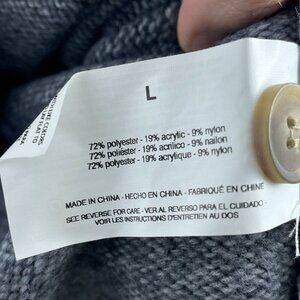 L
72% polyester - 19% acrylic - 9% nylon
72% poliéster - 19% acrílico - 9% nailon
72% polyester - 19% acrylique - 9% nylon
MADE IN CHINA - HECHO EN CHINA - FABRIQUÉ EN CHINE
SEE REVERSE FOR CARE - VER AL REVERSO PARA EL CUIDADO -
VOIR LES INSTRUCTIONS D'ENTRETIEN AU DOS